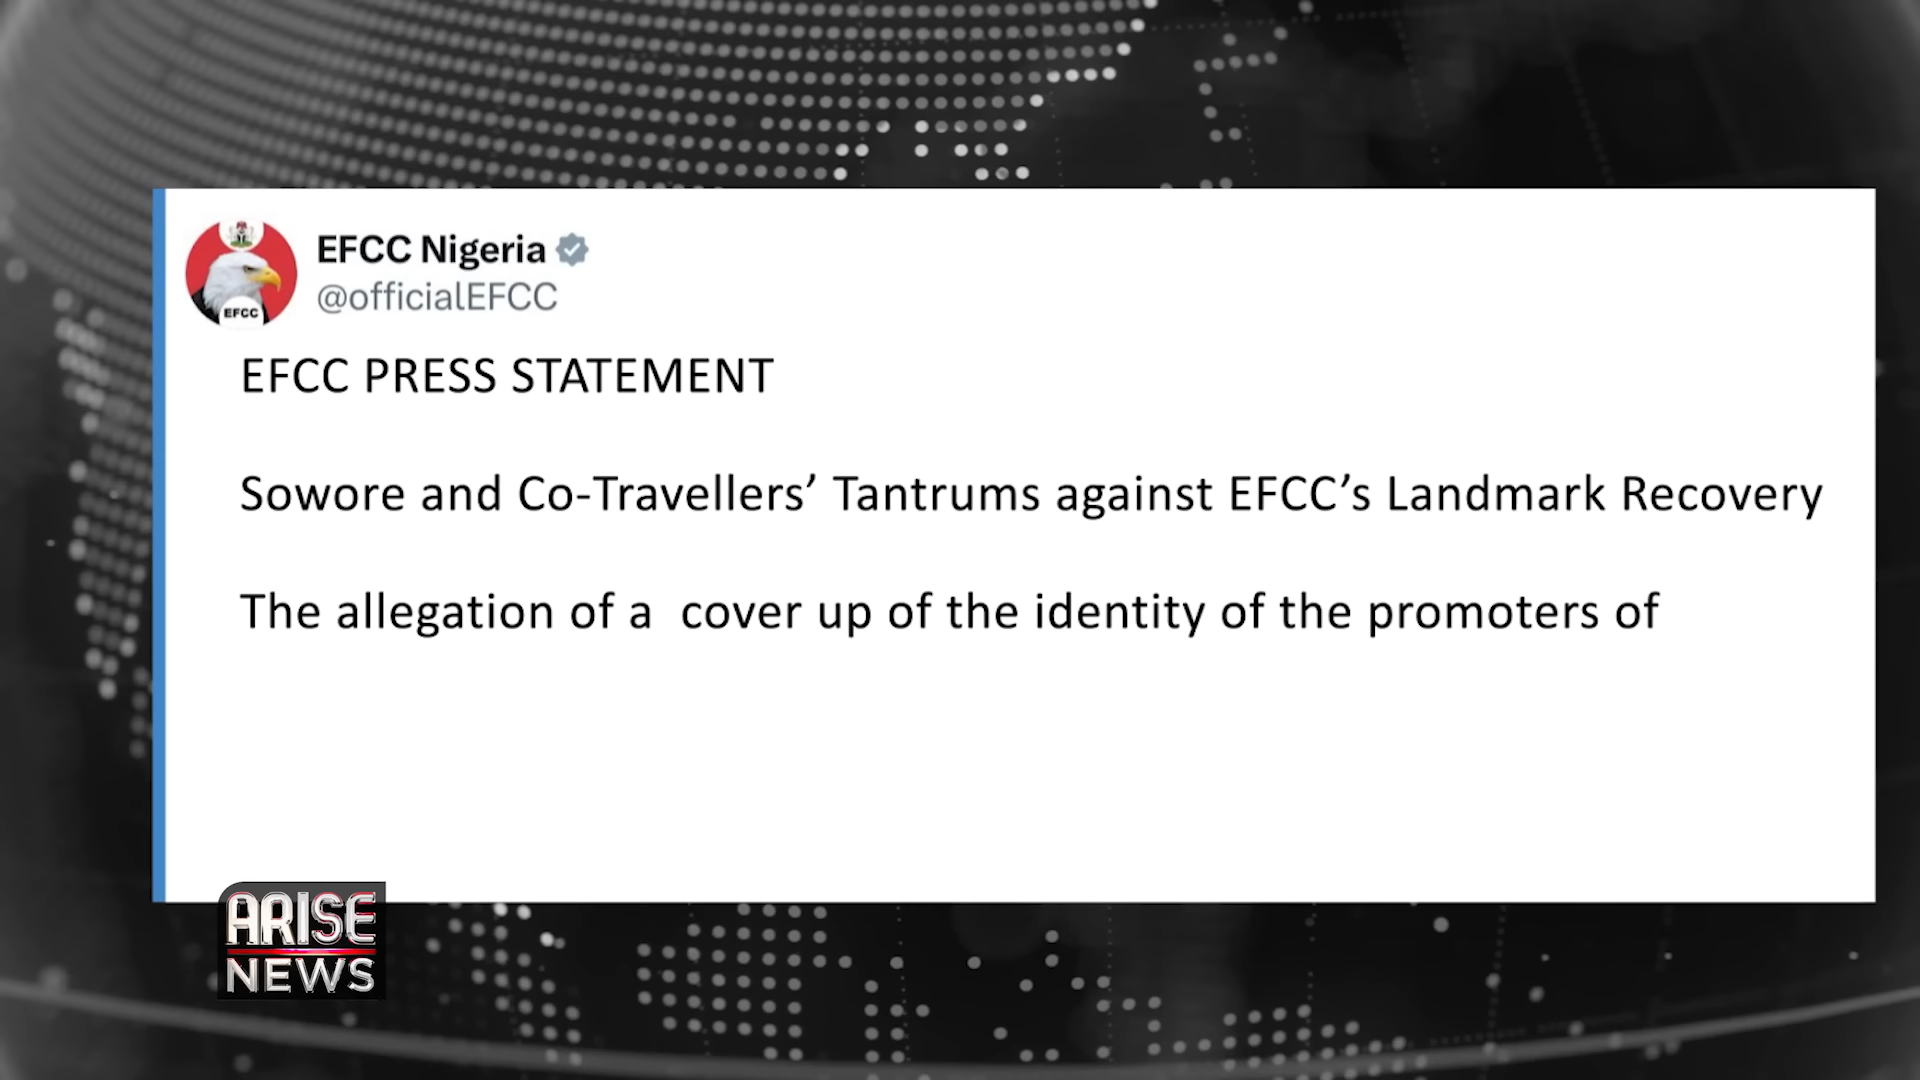 EFCC Nigeria
@officialEFCC
EFCC
EFCC PRESS STATEMENT
Sowore and Co-Travellers’ Tantrums against EFCC’s Landmark Recovery
The allegation of a  cover up of the identity of the promoters of
ARISE
NEWS